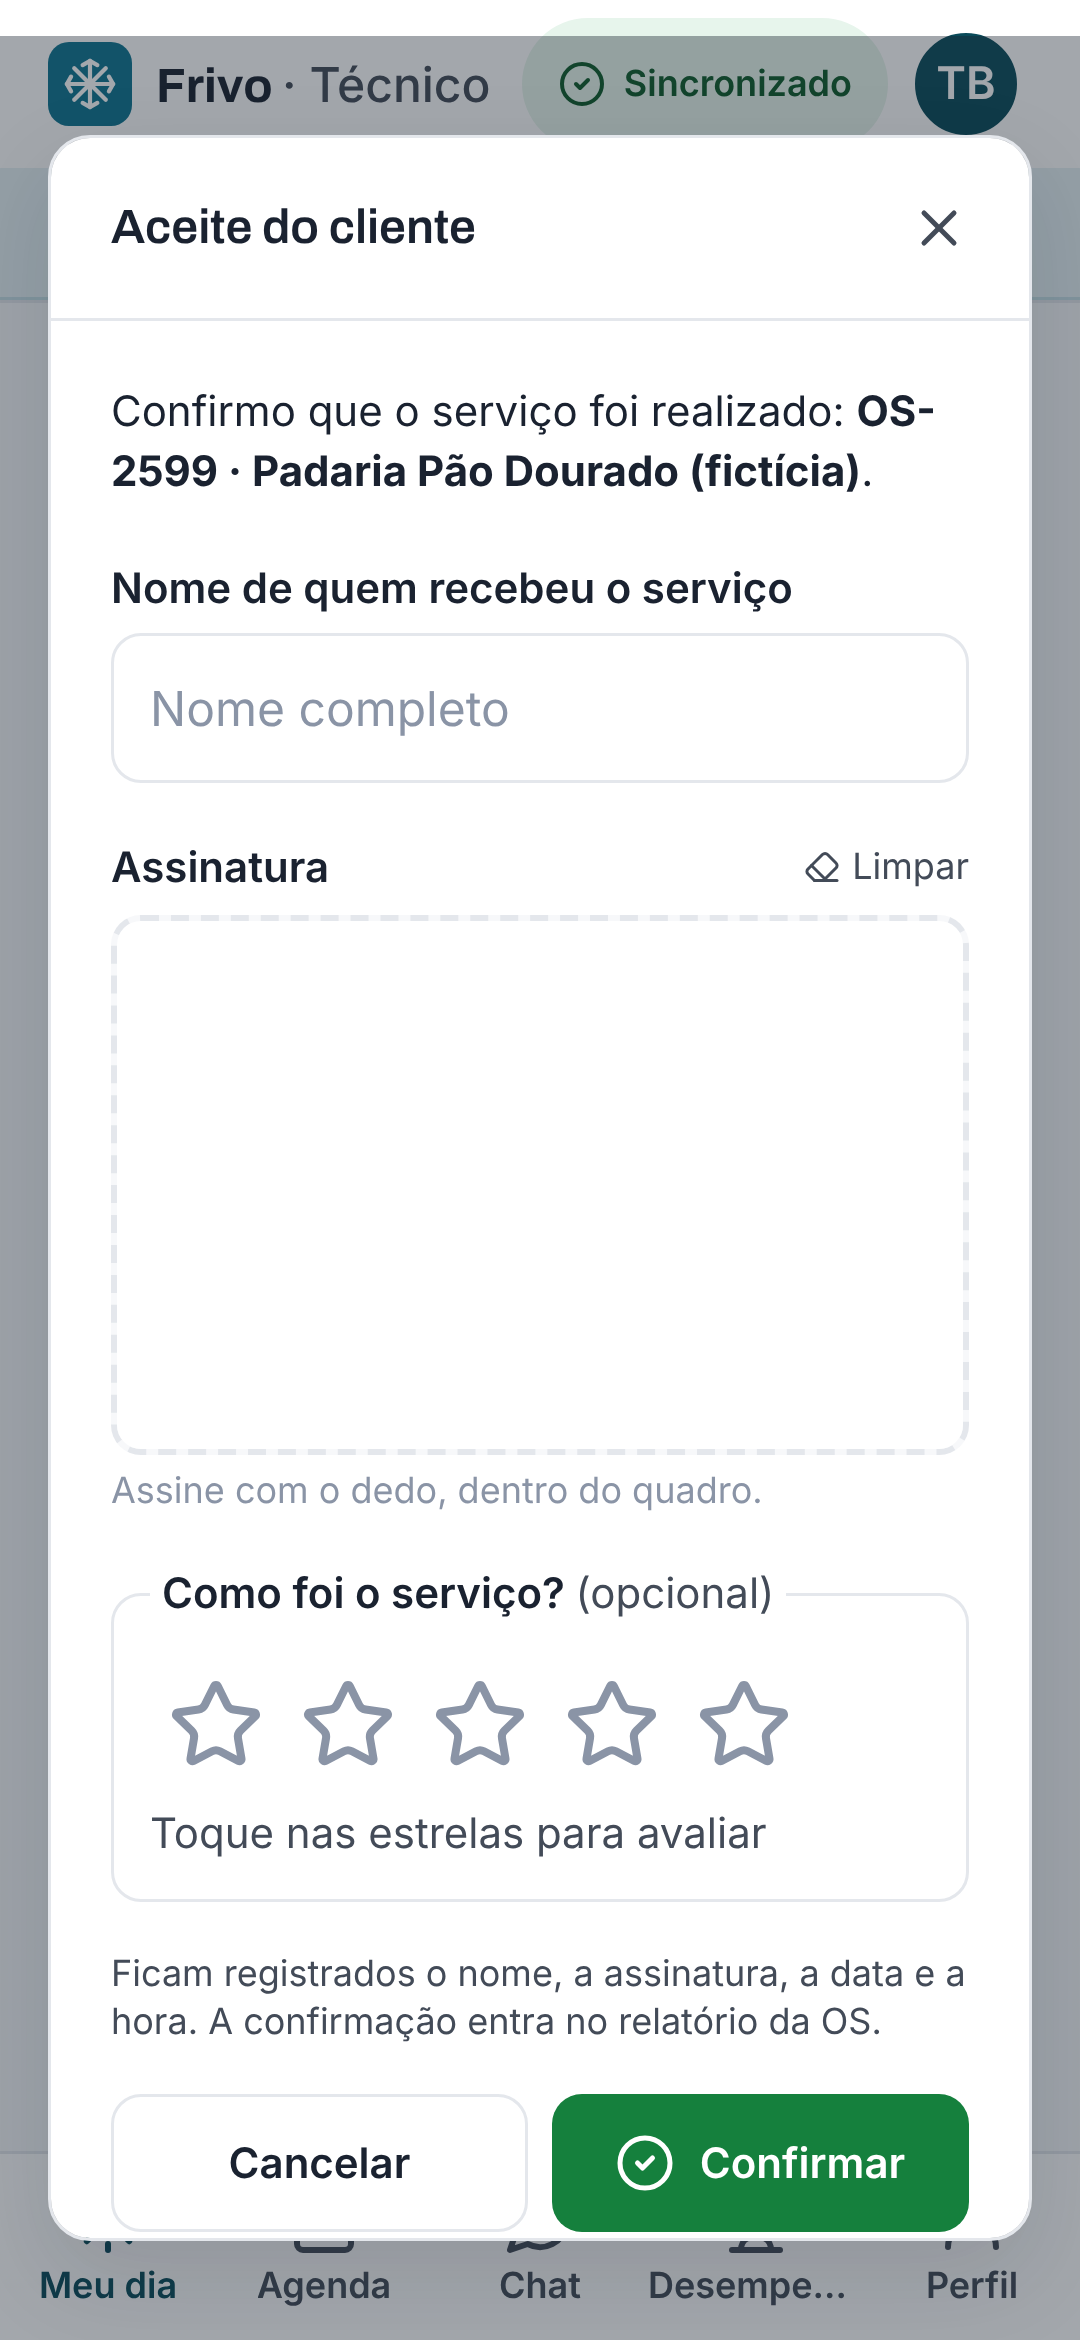 Frivo · Técnico
Sincronizado
TB
Aceite do cliente
Confirmo que o serviço foi realizado: OS-
2599 · Padaria Pão Dourado (fictícia).
Nome de quem recebeu o serviço
Nome completo
Assinatura
Limpar
Assine com o dedo, dentro do quadro.
Como foi o serviço? (opcional)
Toque nas estrelas para avaliar
Ficam registrados o nome, a assinatura, a data e a
hora. A confirmação entra no relatório da OS.
Cancelar
Confirmar
Meu dia
Agenda
Chat
Desempe...
Perfil